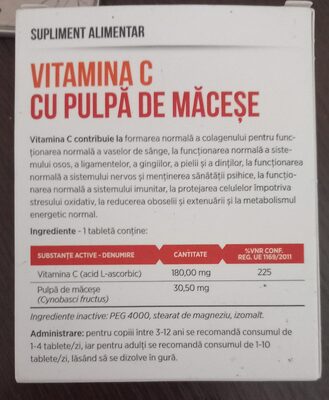 SUPLIMENT ALIMENTAR
VITAMINA C
CU PULPĂ DE MĂCEȘE
Vitamina C contribuie la formarea normală a colagenului pentru func-
ționarea normală a vaselor de sânge, la funcționarea normală a siste-
mului osos, a ligamentelor, a gingiilor, a pielii și a dinților, la funcționarea
normală a sistemului nervos și menținerea sănătății psihice, la funcțio-
narea normală a sistemului imunitar, la protejarea celulelor împotriva
stresului oxidativ, la reducerea oboselii și extenuării și la metabolismul
energetic normal.
Ingrediente - 1 tabletă conține:
SUBSTANȚE ACTIVE - DENUMIRE CANTITATE %VNR CONF. REG. UE 1169/2011
Vitamina C (acid L-ascorbic) 180,00 mg 225
Pulpă de măceșe 30,50 mg *
(Cynobasci fructus)
Ingrediente inactive: PEG 4000, stearat de magneziu, izomalt.
Administrare: pentru copiii între 3-12 ani se recomandă consumul de
1-4 tablete/zi, iar pentru adulți se recomandă consumul de 1-10
tablete/zi, lăsând să se dizolve în gură.